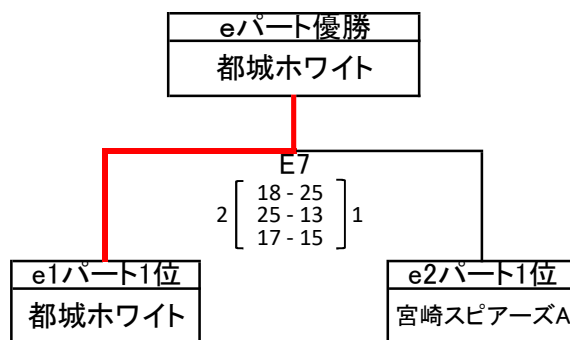 eパート優勝
都城ホワイト
E7
18 - 25
2 25 - 13 1
17 - 15
e1パート1位
都城ホワイト
e2パート1位
宮崎スピアーズA